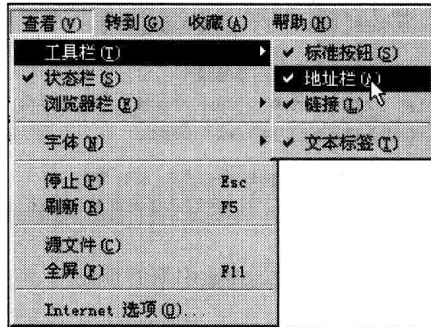 查看(V) 转到(G) 收藏(A) 帮助(H)
工具栏(T)
状态栏(S)
浏览器栏(E)
字体(N)
停止(P) Esc
刷新(R) F5
源文件(C)
全屏(F) F11
Internet 选项(O)...
标准按钮(S)
地址栏(A)
链接(L)
文本标签(T)